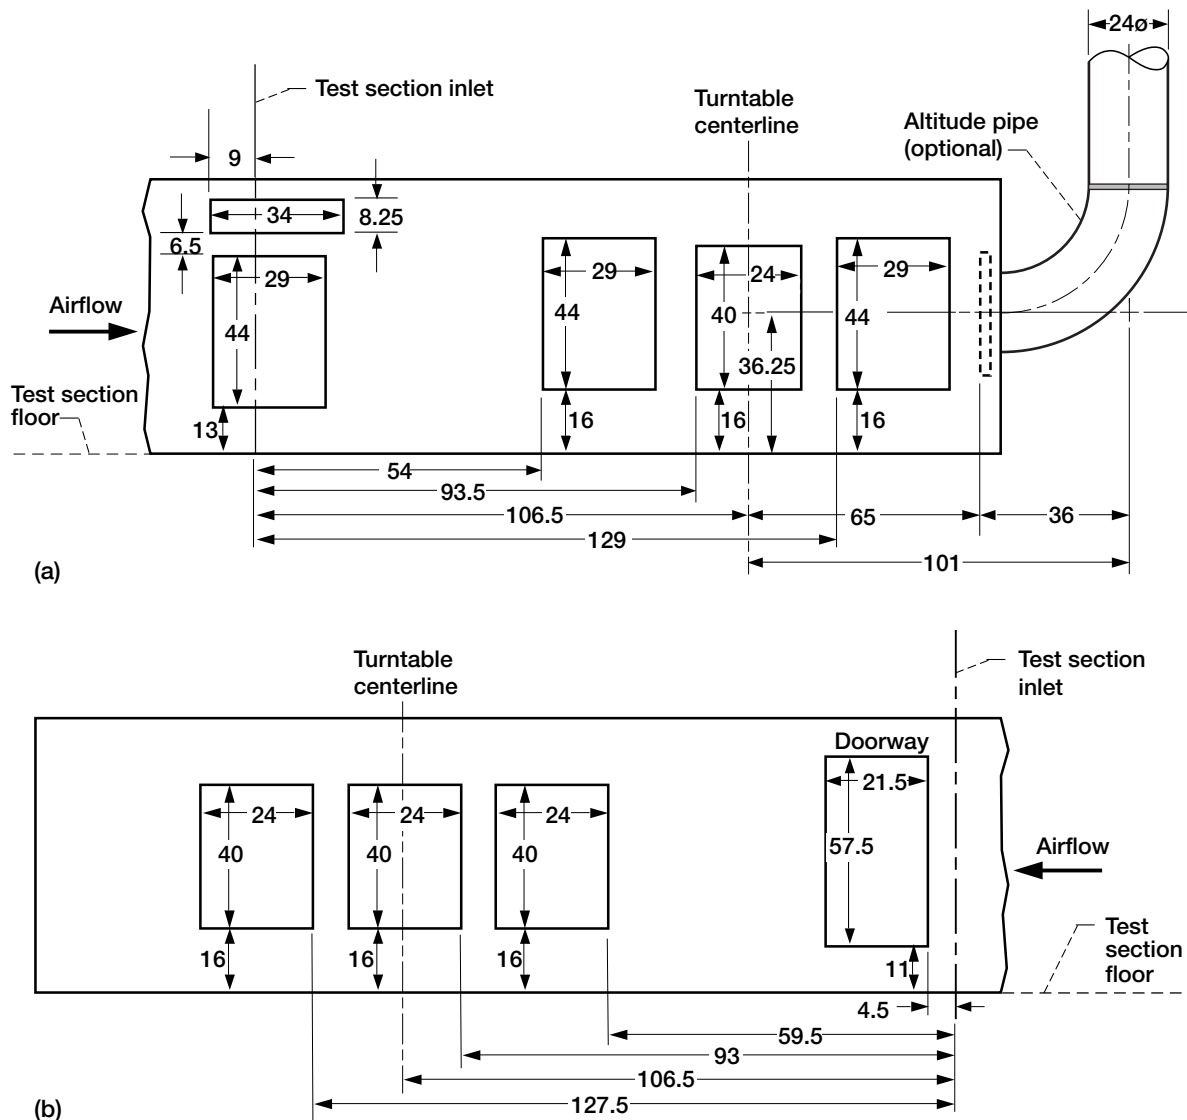 24ø
Test section inlet
Turntable
centerline
Altitude pipe
(optional)
9
34
8.25
6.5
29
29
24
29
Airflow
44
44
40
44
36.25
Test section
floor
13
16
16
16
54
93.5
106.5
65
36
129
101
(a)
Turntable
centerline
Test section
inlet
Doorway
21.5
24
24
24
40
40
40
57.5
Airflow
16
16
16
11
Test
section
floor
4.5
59.5
93
106.5
127.5
(b)